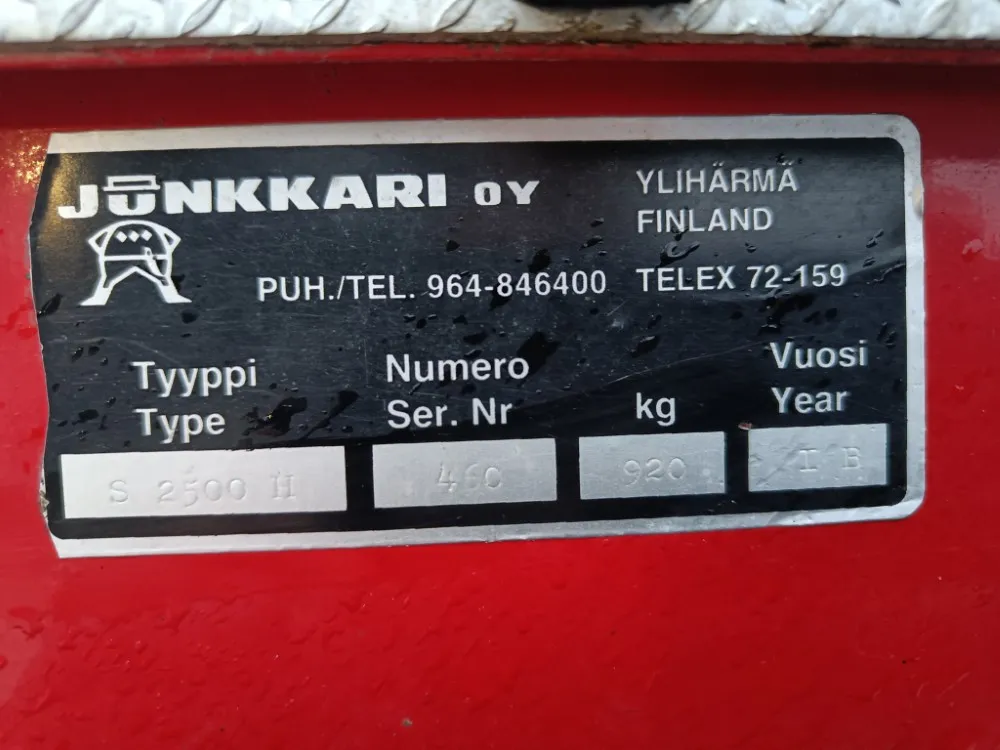 JUNKKARI OY
YLIHÄRMÄ
FINLAND
PUH./TEL. 964-846400 TELEX 72-159
Tyyppi
Type
Numero
Ser. Nr
kg
Vuosi
Year
S 2500 H
460
920
I B